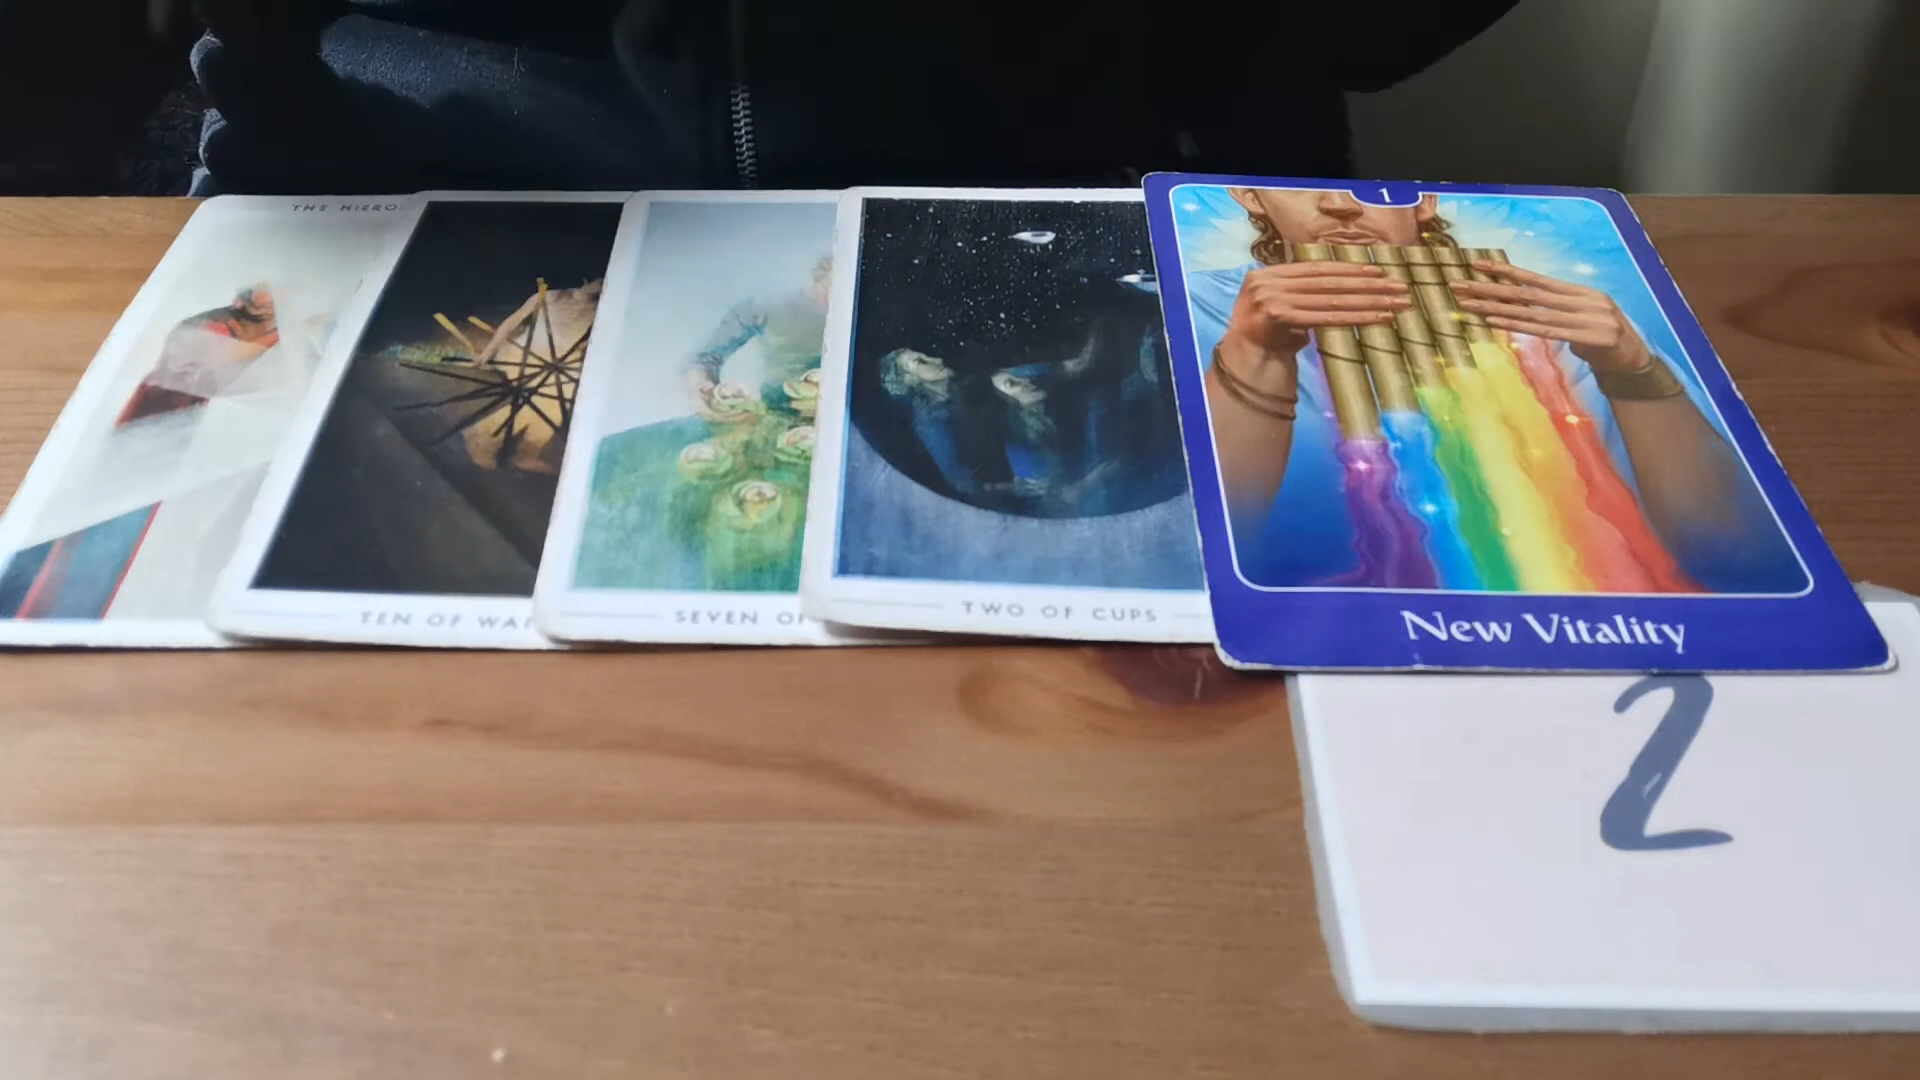 THE HIERO
TEN OF WA
SEVEN O
TWO OF CUPS
1
New Vitality
2